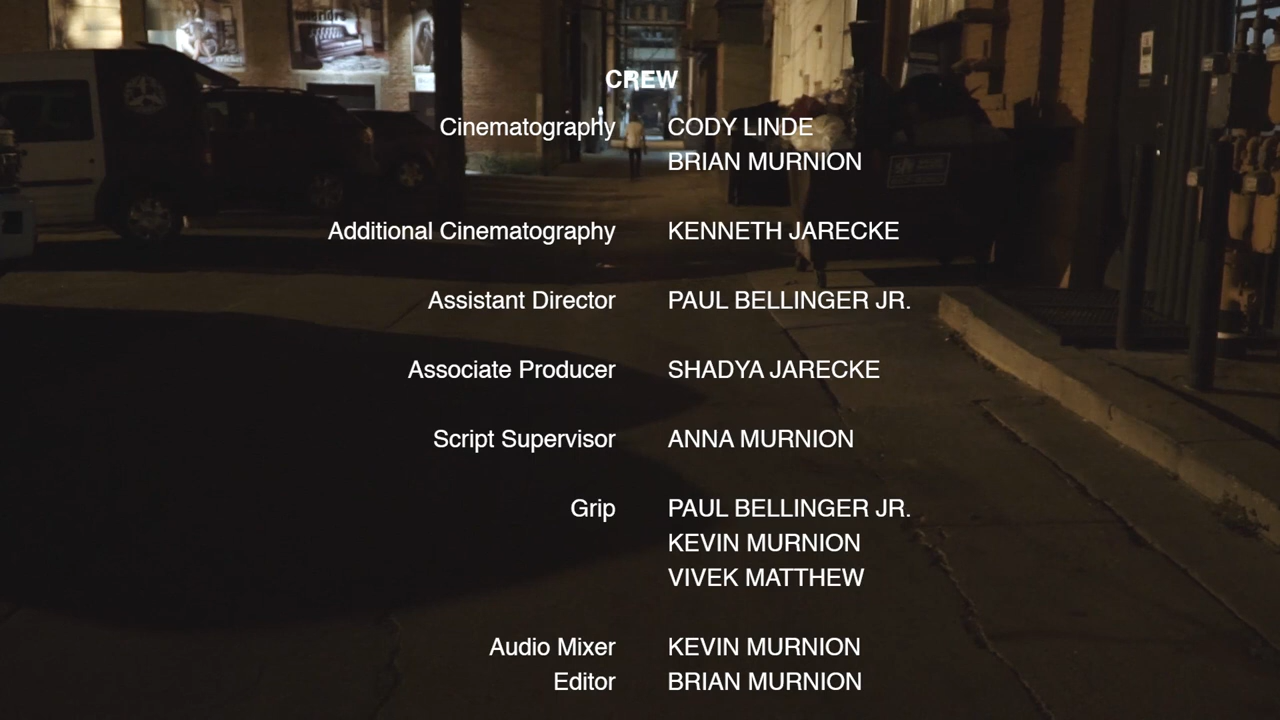 CREW
Cinematography CODY LINDE
BRIAN MURNION
Additional Cinematography KENNETH JARECKE
Assistant Director PAUL BELLINGER JR.
Associate Producer SHADYA JARECKE
Script Supervisor ANNA MURNION
Grip PAUL BELLINGER JR.
KEVIN MURNION
VIVEK MATTHEW
Audio Mixer KEVIN MURNION
Editor BRIAN MURNION